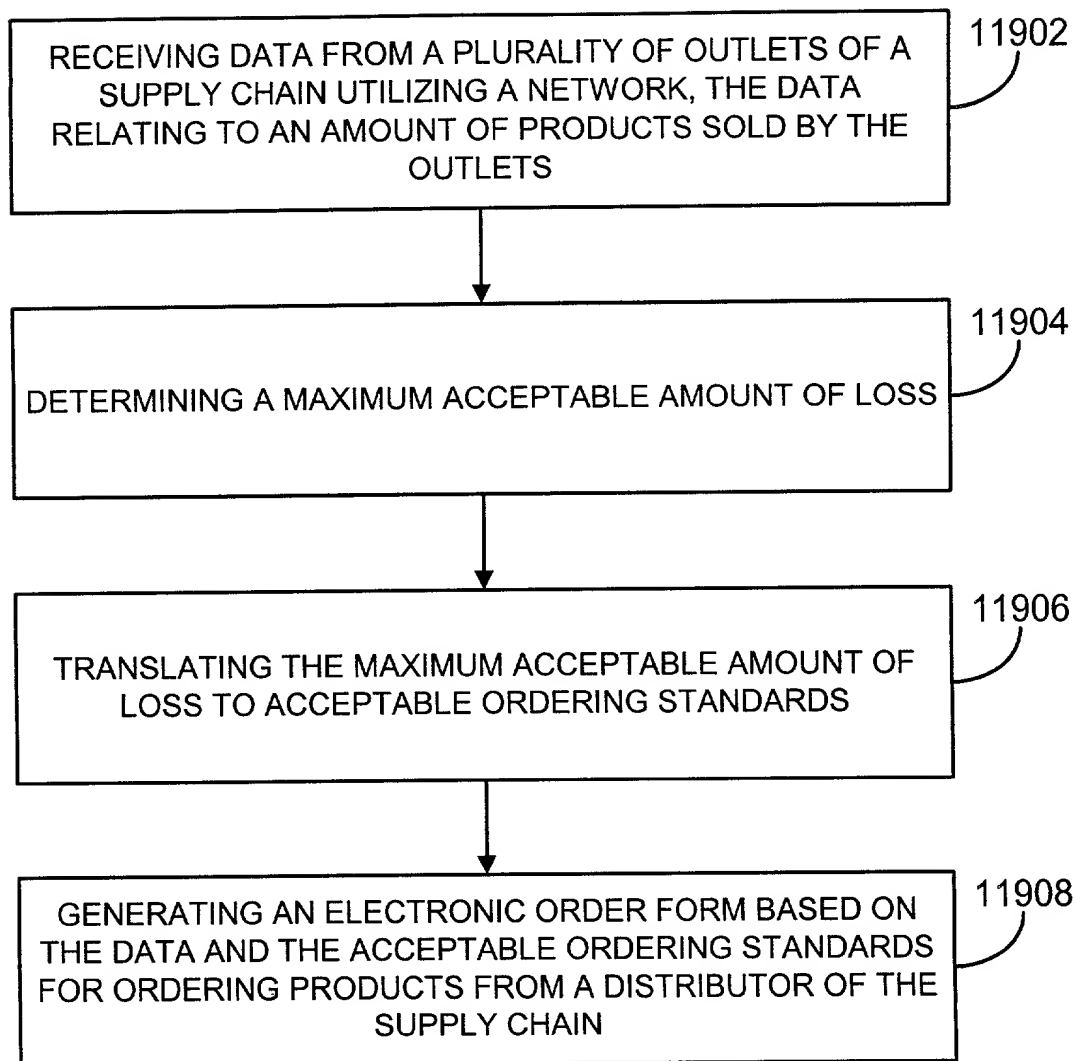 RECEIVING DATA FROM A PLURALITY OF OUTLETS OF A
SUPPLY CHAIN UTILIZING A NETWORK, THE DATA
RELATING TO AN AMOUNT OF PRODUCTS SOLD BY THE
OUTLETS
11902
DETERMINING A MAXIMUM ACCEPTABLE AMOUNT OF LOSS
11904
TRANSLATING THE MAXIMUM ACCEPTABLE AMOUNT OF
LOSS TO ACCEPTABLE ORDERING STANDARDS
11906
GENERATING AN ELECTRONIC ORDER FORM BASED ON
THE DATA AND THE ACCEPTABLE ORDERING STANDARDS
FOR ORDERING PRODUCTS FROM A DISTRIBUTOR OF THE
SUPPLY CHAIN
11908